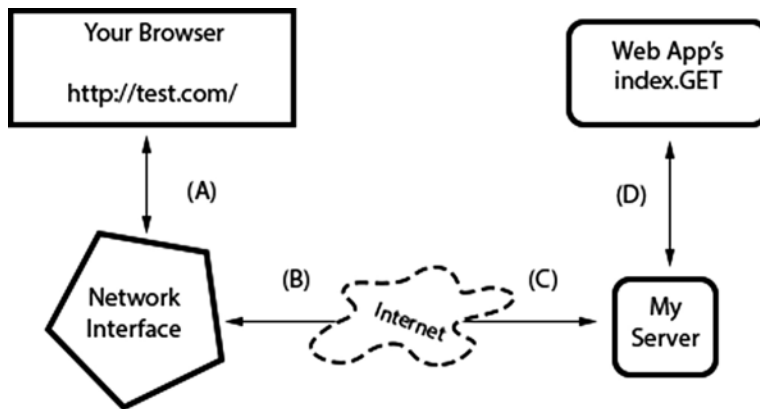 Your Browser
http://test.com/
Web App's
index.GET
(A)
(D)
Network
Interface
(B)
Internet
(C)
My
Server